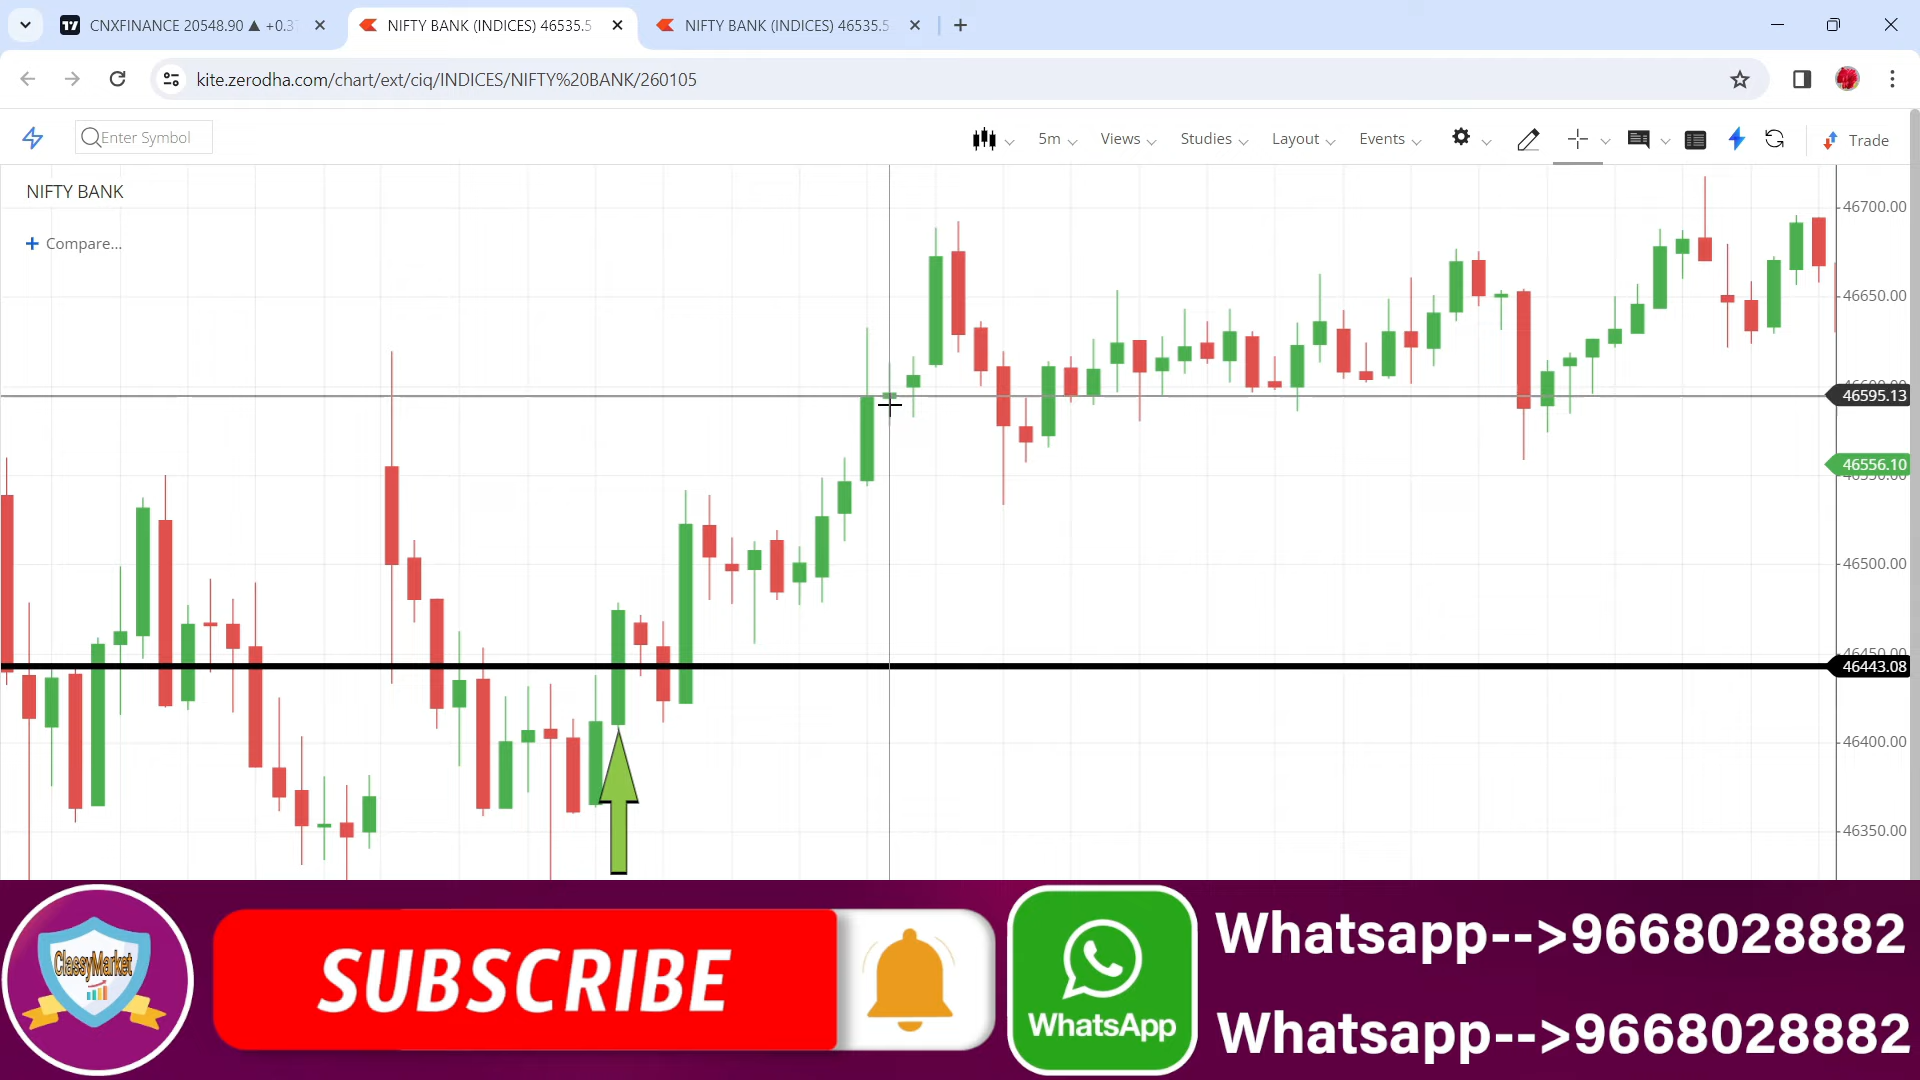 CNXFINANCE 20548.90 ▲ +0.3
NIFTY BANK (INDICES) 46535.5
NIFTY BANK (INDICES) 46535.5
kite.zerodha.com/chart/ext/ciq/INDICES/NIFTY%20BANK/260105
Enter Symbol
5m
Views
Studies
Layout
Events
Trade
NIFTY BANK
+ Compare...
46700.00
46650.00
46595.13
46556.10
46500.00
46450.00
46443.08
46400.00
46350.00
ClassyMarket
SUBSCRIBE
WhatsApp
Whatsapp-->9668028882
Whatsapp-->9668028882